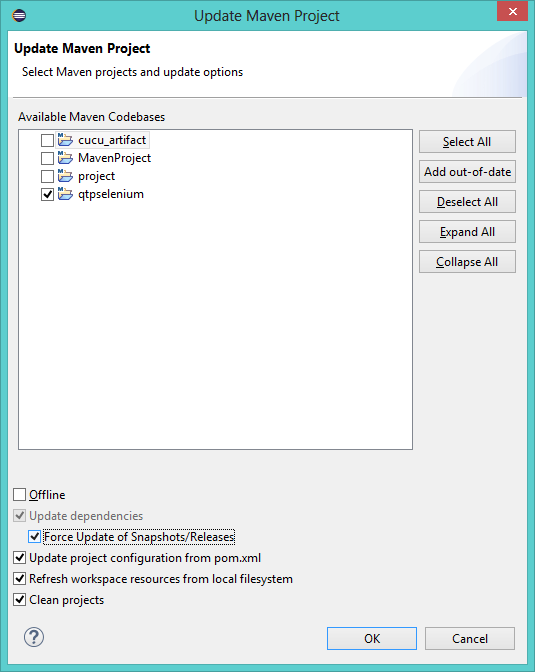 Update Maven Project
Update Maven Project
Select Maven projects and update options
Available Maven Codebases
cucu_artifact
MavenProject
project
qtpselenium
Select All
Add out-of-date
Deselect All
Expand All
Collapse All
Offline
Update dependencies
Force Update of Snapshots/Releases
Update project configuration from pom.xml
Refresh workspace resources from local filesystem
Clean projects
?
OK
Cancel